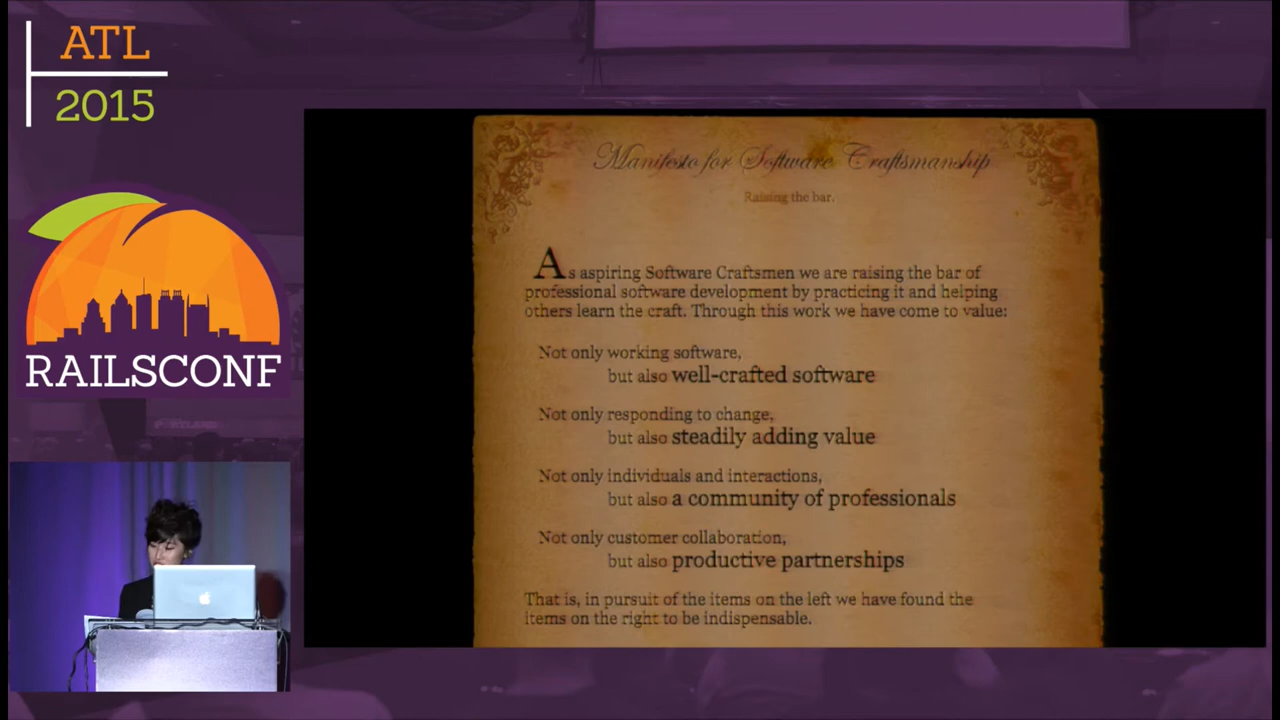 ATL
2015
RAILSCONF
Manifesto for Software Craftsmanship
Raising the bar.
As aspiring Software Craftsmen we are raising the bar of
professional software development by practicing it and helping
others learn the craft. Through this work we have come to value:
Not only working software,
but also well-crafted software
Not only responding to change,
but also steadily adding value
Not only individuals and interactions,
but also a community of professionals
Not only customer collaboration,
but also productive partnerships
That is, in pursuit of the items on the left we have found the
items on the right to be indispensable.